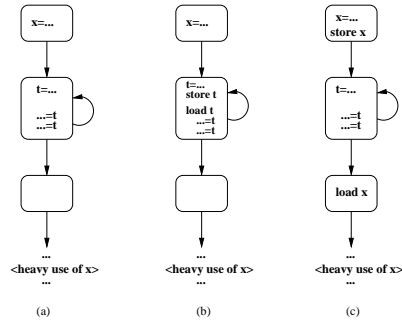 x=...
t=...
...=t
...=t
...
<heavy use of x>
...
(a)
x=...
t=...
store t
load t
...=t
...=t
...
<heavy use of x>
...
(b)
x=...
store x
t=...
...=t
...=t
load x
...
<heavy use of x>
...
(c)